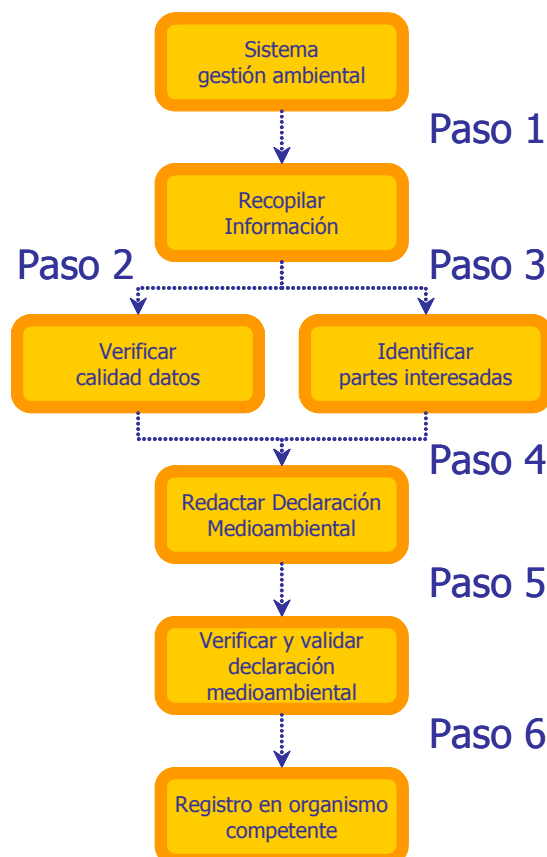 Sistema
gestión ambiental
Paso 1
Recopilar
Información
Paso 2
Paso 3
Verificar
calidad datos
Identificar
partes interesadas
Paso 4
Redactar Declaración
Medioambiental
Paso 5
Verificar y validar
declaración
medioambiental
Paso 6
Registro en organismo
competente